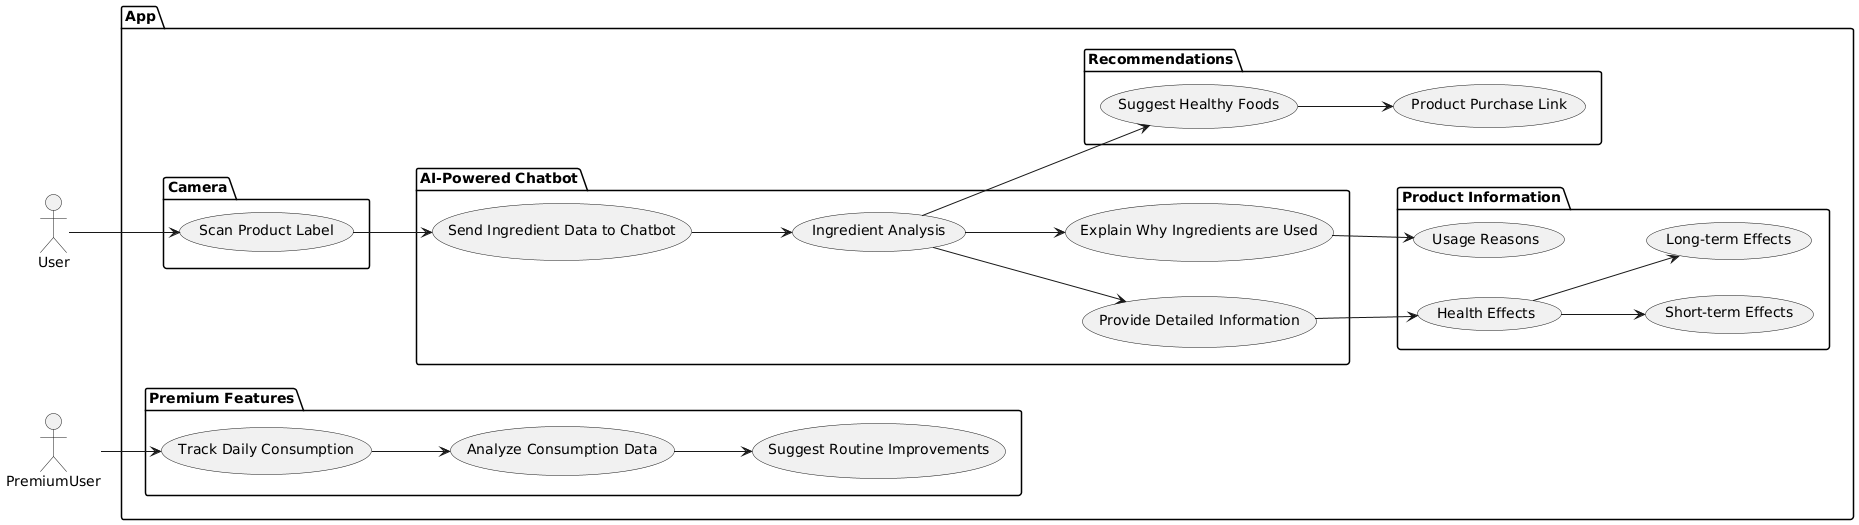 App
Recommendations
Suggest Healthy Foods
Product Purchase Link
Camera
Scan Product Label
AI-Powered Chatbot
Send Ingredient Data to Chatbot
Ingredient Analysis
Explain Why Ingredients are Used
Provide Detailed Information
Product Information
Usage Reasons
Long-term Effects
Health Effects
Short-term Effects
User
Premium Features
Track Daily Consumption
Analyze Consumption Data
Suggest Routine Improvements
PremiumUser